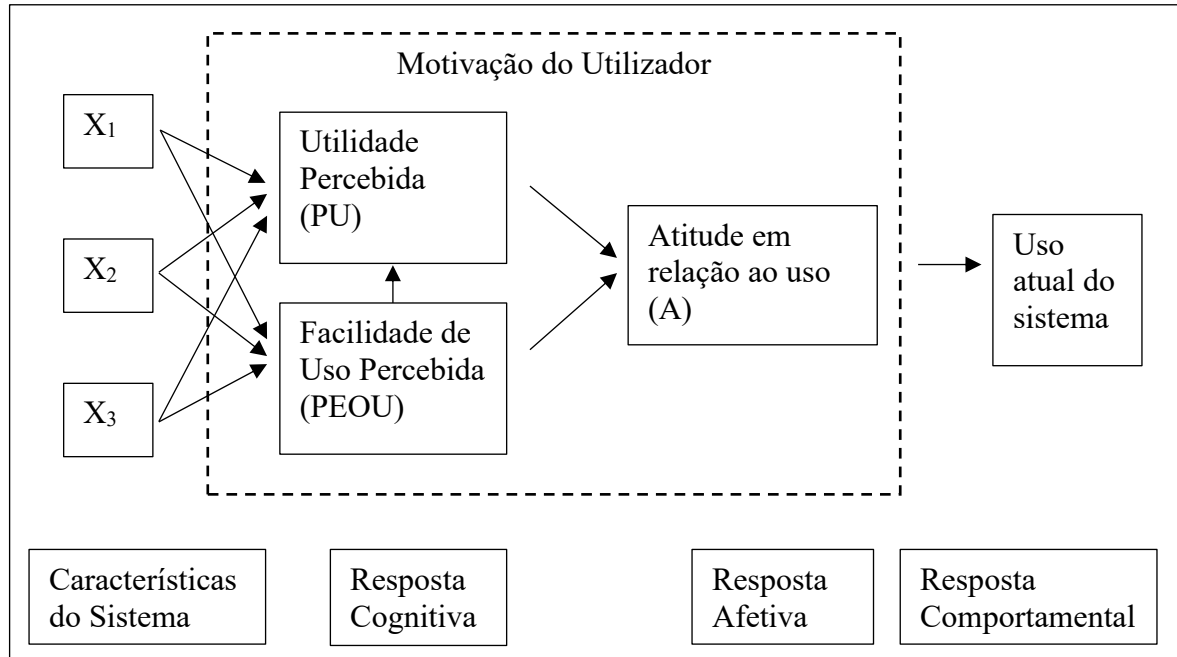 Motivação do Utilizador
X1
X2
X3
Utilidade
Percebida
(PU)
Facilidade de
Uso Percebida
(PEOU)
Atitude em
relação ao uso
(A)
Uso
atual do
sistema
Características
do Sistema
Resposta
Cognitiva
Resposta
Afetiva
Resposta
Comportamental